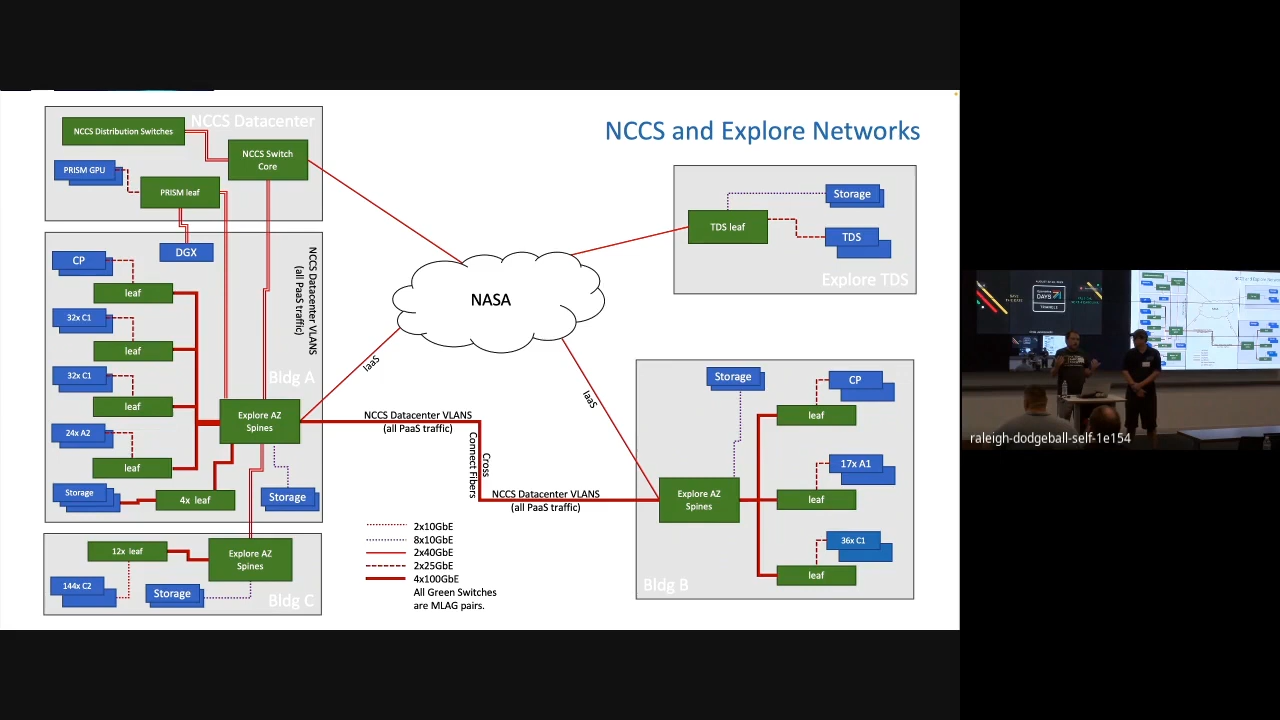 NCCS and Explore Networks
NCCS Datacenter
NCCS Distribution Switches
NCCS Switch
Core
PRISM GPU
PRISM leaf
DGX
CP
leaf
32x C1
leaf
32x C1
leaf
24x A2
leaf
Storage
4x leaf
Storage
Explore AZ
Spines
Bldg A
NCCS Datacenter VLANS
(all PaaS traffic)
12x leaf
Explore AZ
Spines
144x C2
Storage
Bldg C
NASA
IaaS
IaaS
NCCS Datacenter VLANS
(all PaaS traffic)
Cross
Connect Fibers
NCCS Datacenter VLANS
(all PaaS traffic)
2x10GbE
8x10GbE
2x40GbE
2x25GbE
4x100GbE
All Green Switches
are MLAG pairs.
TDS leaf
Storage
TDS
Explore TDS
Storage
CP
leaf
Explore AZ
Spines
17x A1
leaf
36x C1
leaf
Bldg B
DAYS
raleigh-dodgeball-self-1e154